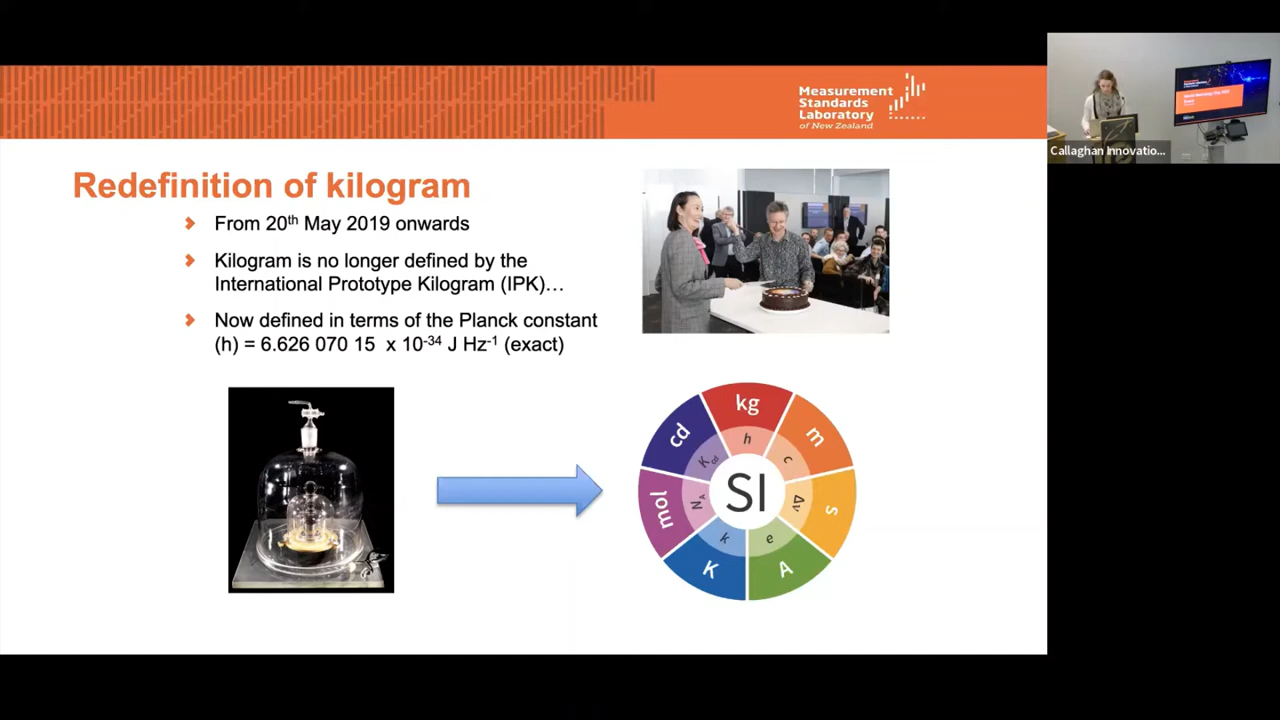 Measurement
Standards
Laboratory
of New Zealand
Callaghan Innovatio...
Redefinition of kilogram
From 20th May 2019 onwards
Kilogram is no longer defined by the
International Prototype Kilogram (IPK)...
Now defined in terms of the Planck constant
(h) = 6.626 070 15 x 10-34 J Hz-1 (exact)
kg
m
s
A
K
mol
cd
h
c
Δν
e
k
NA
Kcd
SI